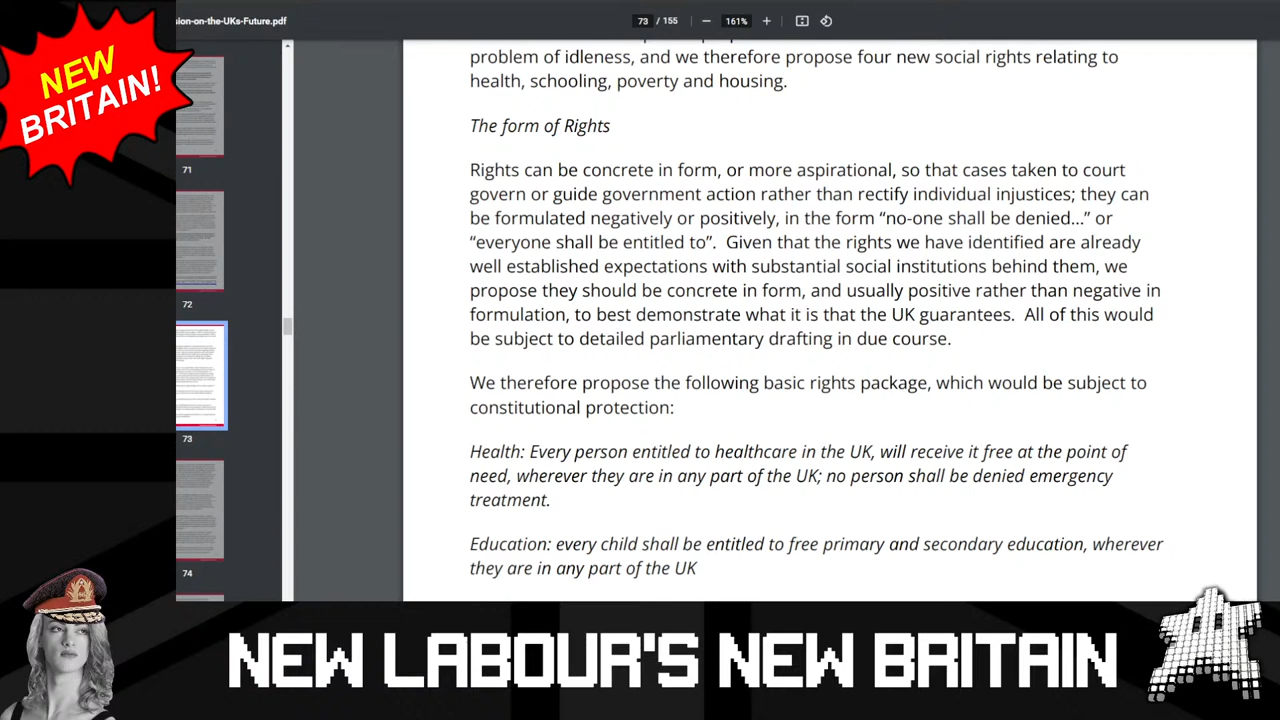 sion-on-the-UKs-Future.pdf
73 / 155
161%
NEW
BRITAIN!
71
72
73
74
problem of idleness; and we therefore propose four new social rights relating to
health, schooling, poverty and housing.
The form of Rights
Rights can be concrete in form, or more aspirational, so that cases taken to court
govern or guide government action rather than redress individual injustice; they can
be formulated negatively or positively, in the form “no-one shall be denied…” or
“everyone shall be entitled to…”. Given that the rights we have identified are already
well established and have political and social consensus behind them, we
propose they should be concrete in form, and usually positive rather than negative in
formulation, to best demonstrate what it is that the UK guarantees. All of this would
be subject to detailed parliamentary drafting in due course.
We therefore propose the following basic rights package, which would be subject to
constitutional protection:
Health: Every person entitled to healthcare in the UK, will receive it free at the point of
need, wherever they are in any part of the UK. No person shall be denied emergency
treatment
Education: Every child shall be entitled to free primary and secondary education wherever
they are in any part of the UK
NEW LABOUR'S NEW BRITAIN